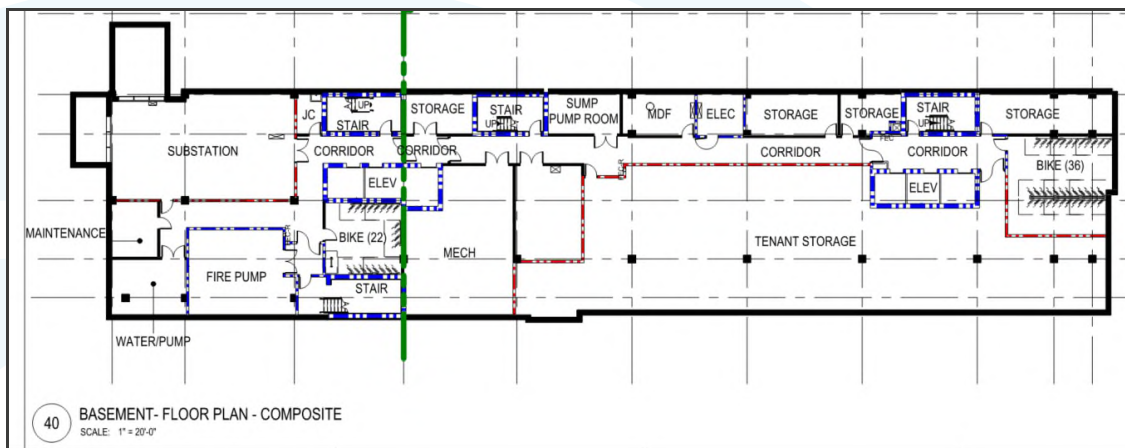 JC
UP
STAIR
STORAGE
STAIR
UP
SUMP
PUMP ROOM
MDF
ELEC
STORAGE
STORAGE
STAIR
UP
STORAGE
FEC
SUBSTATION
CORRIDOR
CORRIDOR
CORRIDOR
CORRIDOR
BIKE (36)
ELEV
ELEV
MAINTENANCE
BIKE (22)
MECH
TENANT STORAGE
FIRE PUMP
STAIR
WATER/PUMP
40
BASEMENT- FLOOR PLAN - COMPOSITE
SCALE: 1" = 20'-0"